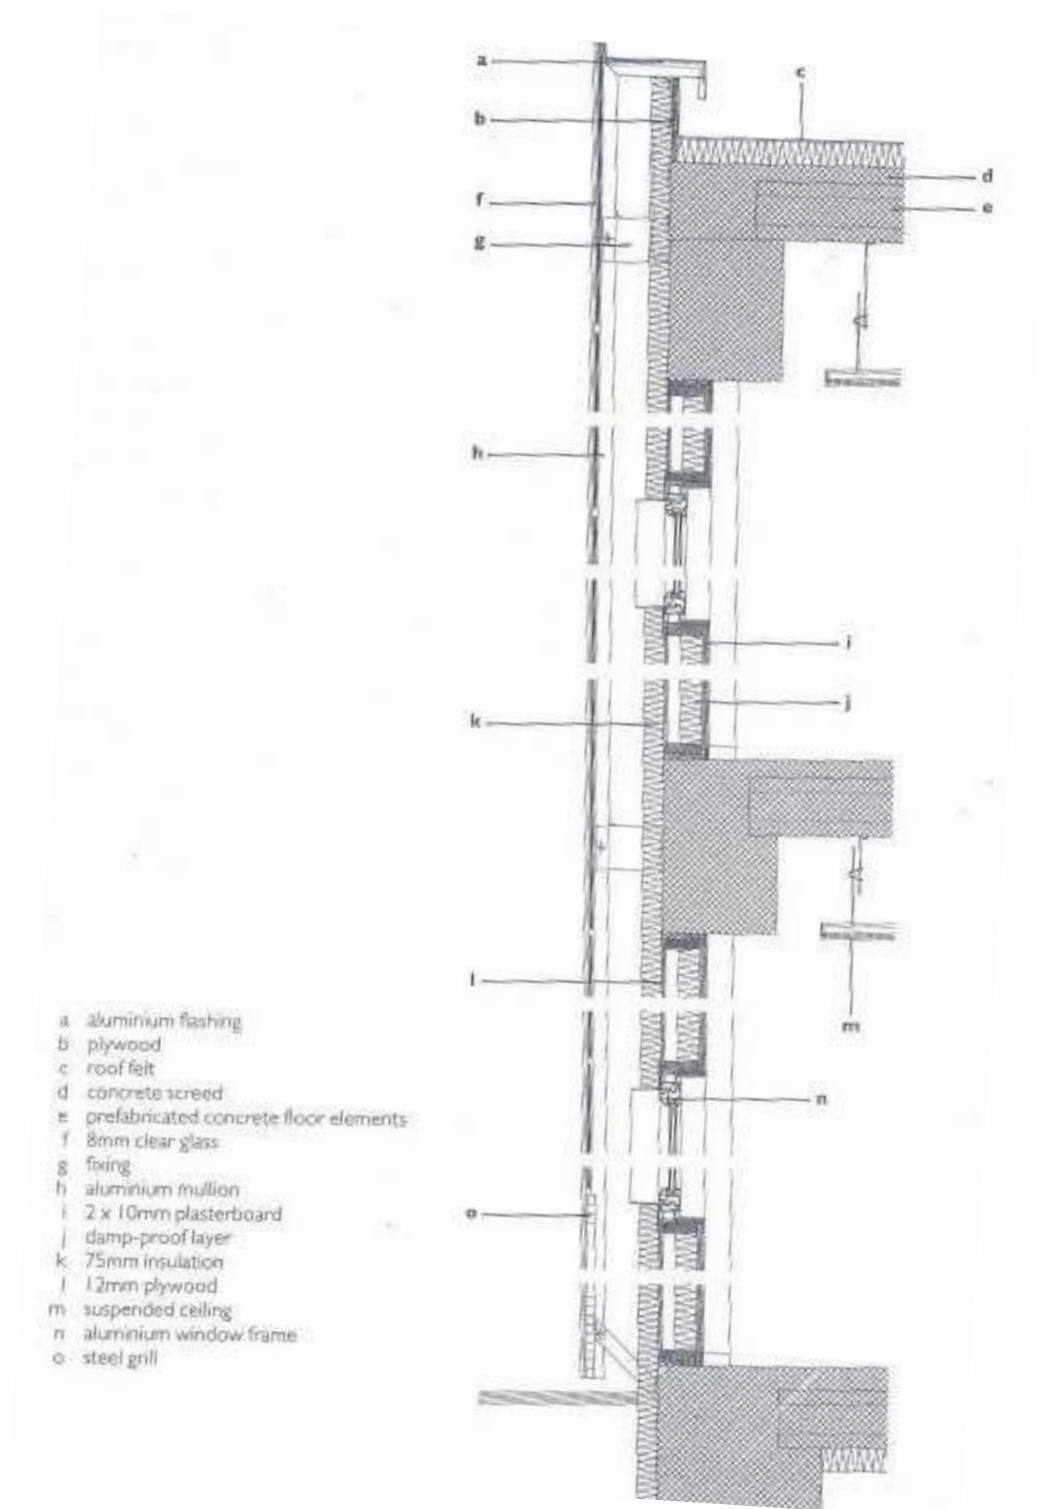 a
c
b
d
f
e
g
h
i
j
k
l
m
n
o
a aluminium flashing
b plywood
c roof felt
d concrete screed
e prefabricated concrete floor elements
f 8mm clear glass
g fixing
h aluminium mullion
i 2 x 10mm plasterboard
j damp-proof layer
k 75mm insulation
l 12mm plywood
m suspended ceiling
n aluminium window frame
o steel grill